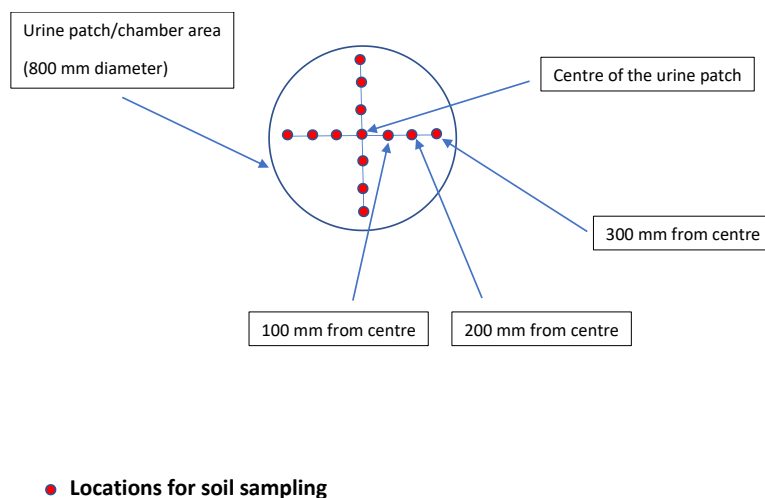 Urine patch/chamber area
(800 mm diameter)
Centre of the urine patch
300 mm from centre
100 mm from centre
200 mm from centre
Locations for soil sampling